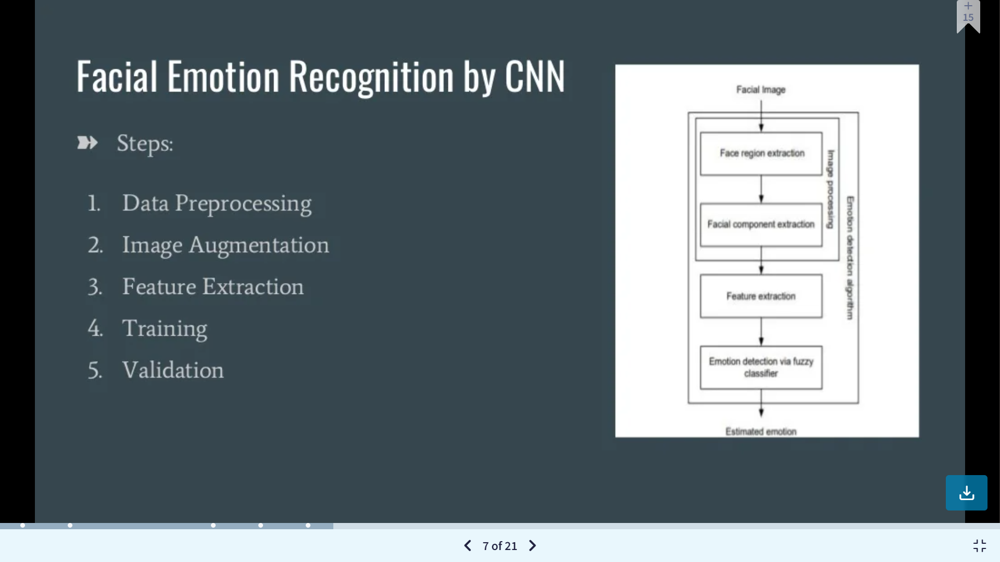 +
15
Facial Emotion Recognition by CNN
Steps:
1. Data Preprocessing
2. Image Augmentation
3. Feature Extraction
4. Training
5. Validation
Facial Image
Face region extraction
Facial component extraction
Image processing
Feature extraction
Emotion detection via fuzzy
classifier
Emotion detection algorithm
Estimated emotion
7 of 21